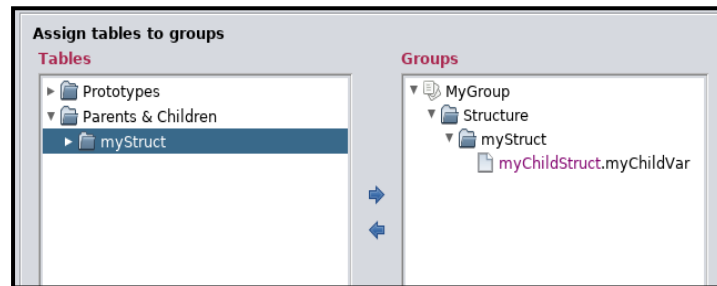 Assign tables to groups
Tables
Prototypes
Parents & Children
myStruct
Groups
MyGroup
Structure
myStruct
myChildStruct.myChildVar